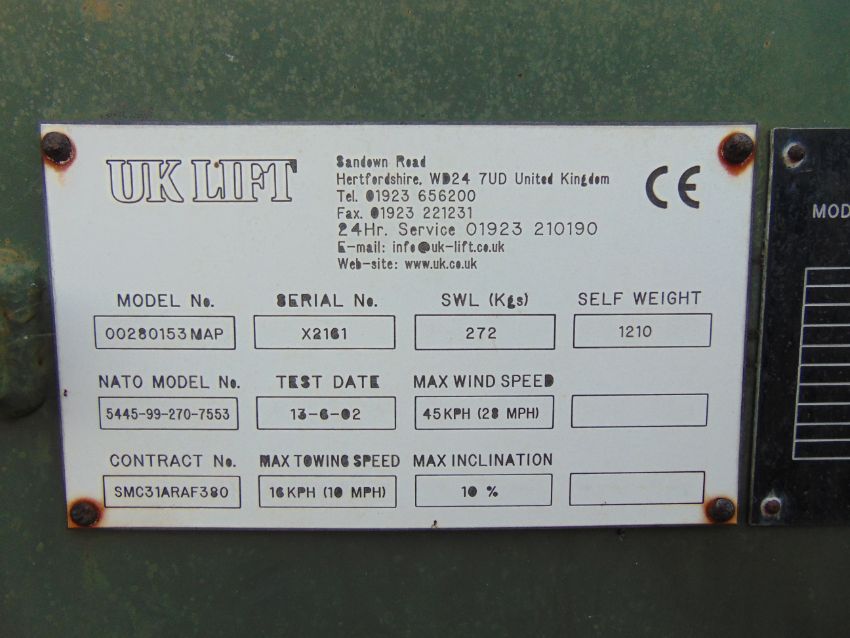 UK LIFT
Sandown Road
Hertfordshire. WD24 7UD United Kingdom
Tel. 01923 656200
Fax. 01923 221231
24Hr. Service 01923 210190
E-mail: info@uk-lift.co.uk
Web-site: www.uk.co.uk
CE
MODEL No. SERIAL No. SWL (Kgs) SELF WEIGHT
00280153MAP X2161 272 1210
NATO MODEL No. TEST DATE MAX WIND SPEED
5445-99-270-7553 13-6-02 45KPH (28 MPH)
CONTRACT No. MAX TOWING SPEED MAX INCLINATION
SMC31ARAF380 16KPH (10 MPH) 10 %
MOD